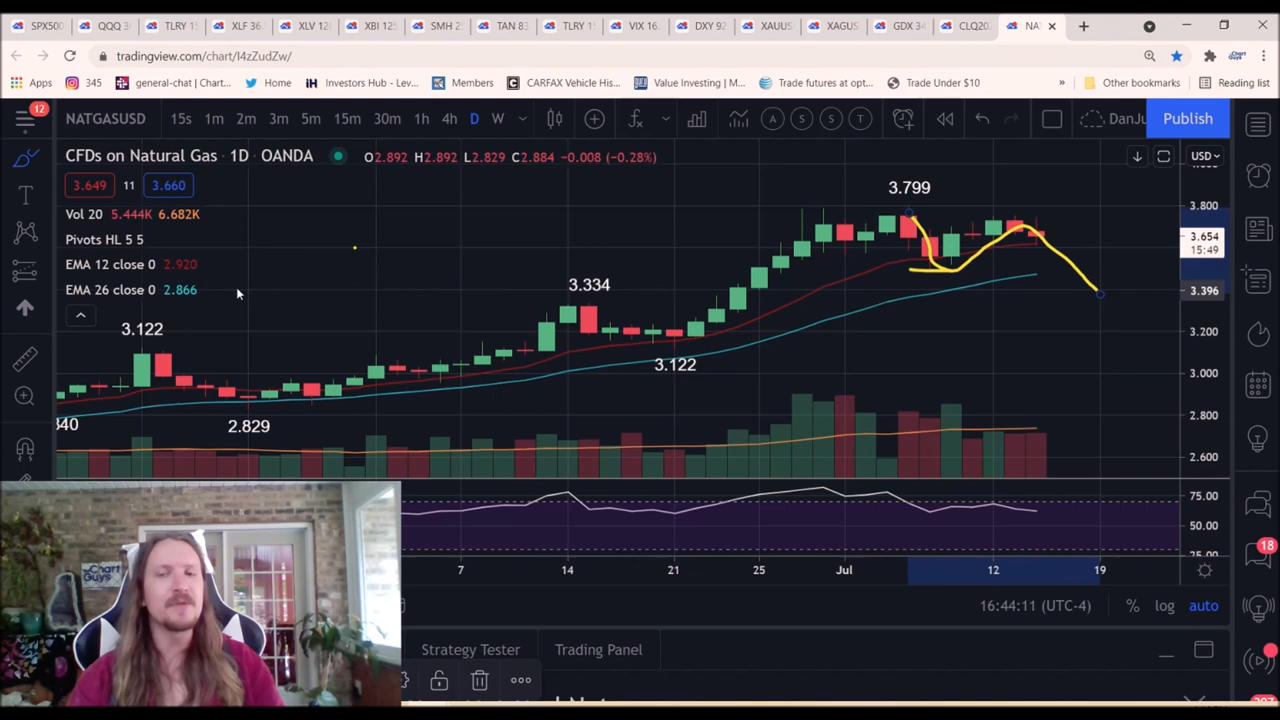 SPX500 QQQ 3 TLRY 1 XLF 36. XLV 12 XBI 12 SMH 2 TAN 83 TLRY 1 VIX 16. DXY 92 XAUUS XAGUS GDX 34 CLQ20 NAT
tradingview.com/chart/I4zZudZw/
Apps 345 general-chat | Chart... Home Investors Hub - Lev... Members CARFAX Vehicle His... Value Investing | M... Trade futures at opt... Trade Under $10 » Other bookmarks Reading list
12 NATGASUSD 15s 1m 2m 3m 5m 15m 30m 1h 4h D W A S S T DanJu Publish
CFDs on Natural Gas · 1D · OANDA O2.892 H2.892 L2.829 C2.884 −0.008 (−0.28%) USD
3.649 11 3.660
3.799
Vol 20 5.444K 6.682K
3.800
Pivots HL 5 5
3.654
15:49
EMA 12 close 0 2.920
EMA 26 close 0 2.866
3.334
3.396
3.122
3.200
3.122
3.000
2.829
2.800
2.600
75.00
50.00
25.00
7 14 21 25 Jul 12 19
Chart Guys
18
16:44:11 (UTC-4) % log auto
Strategy Tester Trading Panel